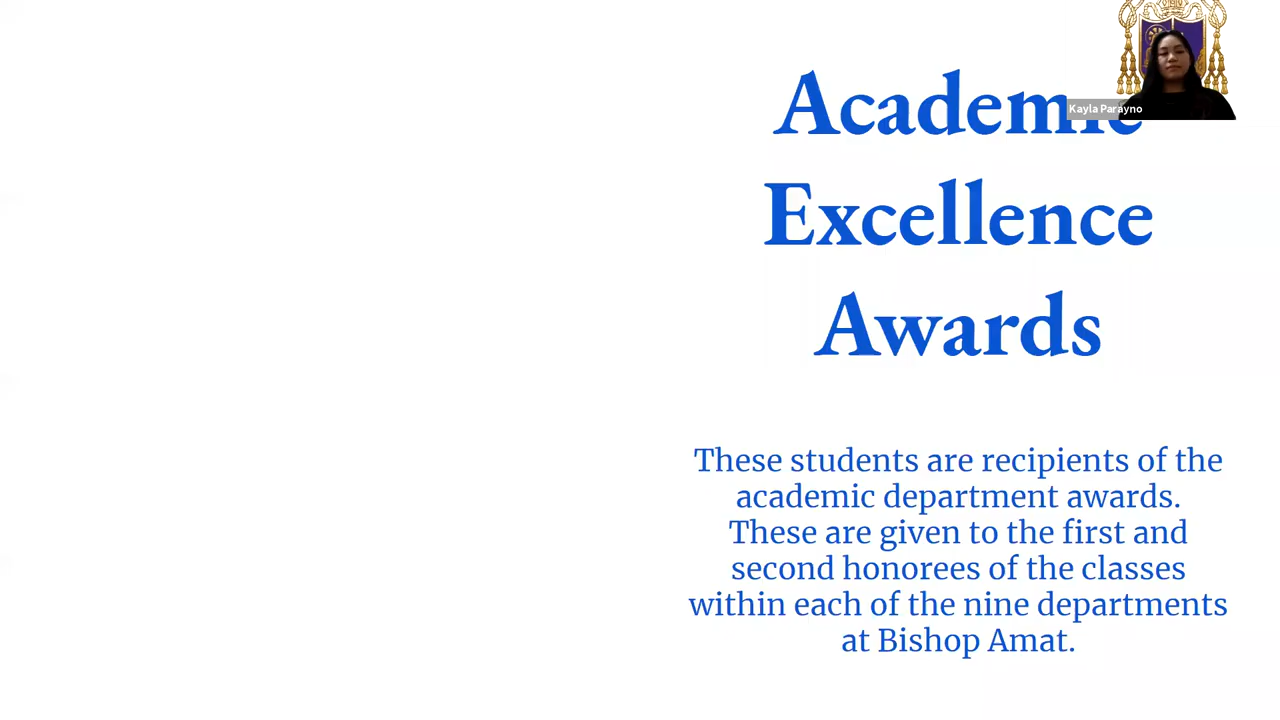 Academic
Kayla Parayno
Excellence
Awards
These students are recipients of the
academic department awards.
These are given to the first and
second honorees of the classes
within each of the nine departments
at Bishop Amat.